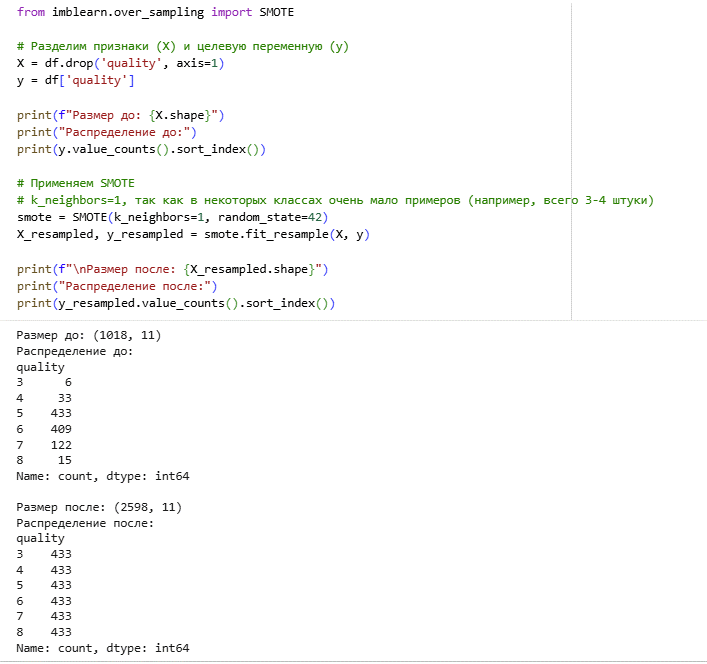 from imblearn.over_sampling import SMOTE
# Разделим признаки (X) и целевую переменную (y)
X = df.drop('quality', axis=1)
y = df['quality']
print(f"Размер до: {X.shape}")
print("Распределение до:")
print(y.value_counts().sort_index())
# Применяем SMOTE
# k_neighbors=1, так как в некоторых классах очень мало примеров (например, всего 3-4 штуки)
smote = SMOTE(k_neighbors=1, random_state=42)
X_resampled, y_resampled = smote.fit_resample(X, y)
print(f"\nРазмер после: {X_resampled.shape}")
print("Распределение после:")
print(y_resampled.value_counts().sort_index())
Размер до: (1018, 11)
Распределение до:
quality
3      6
4     33
5    433
6    409
7    122
8     15
Name: count, dtype: int64
Размер после: (2598, 11)
Распределение после:
quality
3    433
4    433
5    433
6    433
7    433
8    433
Name: count, dtype: int64